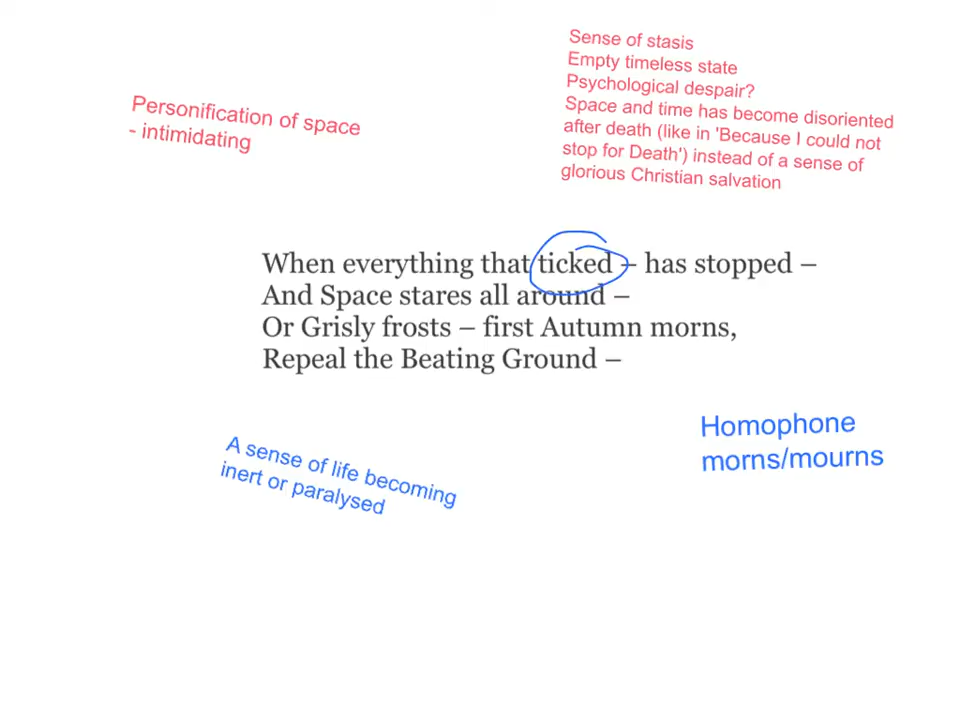 Sense of stasis
Empty timeless state
Psychological despair?
Space and time has become disoriented
after death (like in 'Because I could not
stop for Death') instead of a sense of
glorious Christian salvation
Personification of space
- intimidating
When everything that ticked – has stopped –
And Space stares all around –
Or Grisly frosts – first Autumn morns,
Repeal the Beating Ground –
Homophone
morns/mourns
A sense of life becoming
inert or paralysed